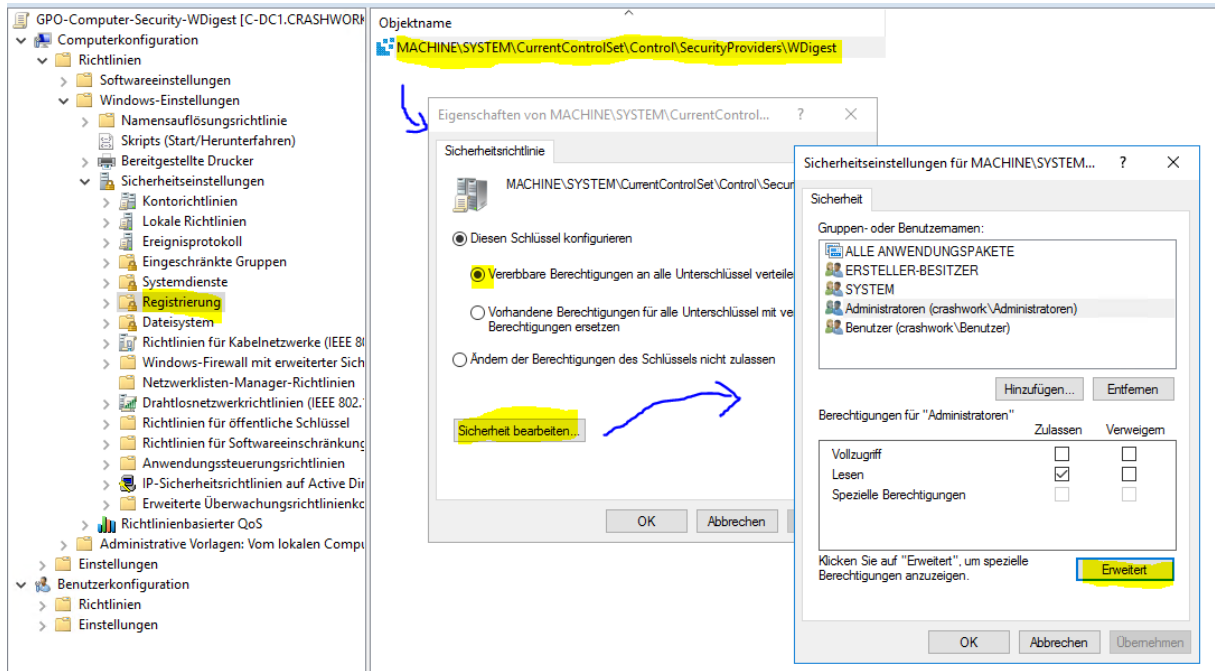 GPO-Computer-Security-WDigest [C-DC1.CRASHWORK
Computerkonfiguration
Richtlinien
Softwareeinstellungen
Windows-Einstellungen
Namensauflösungsrichtlinie
Skripts (Start/Herunterfahren)
Bereitgestellte Drucker
Sicherheitseinstellungen
Kontorichtlinien
Lokale Richtlinien
Ereignisprotokoll
Eingeschränkte Gruppen
Systemdienste
Registrierung
Dateisystem
Richtlinien für Kabelnetzwerke (IEEE 80
Windows-Firewall mit erweiterter Sich
Netzwerklisten-Manager-Richtlinien
Drahtlosnetzwerkrichtlinien (IEEE 802.
Richtlinien für öffentliche Schlüssel
Richtlinien für Softwareeinschränkung
Anwendungssteuerungsrichtlinien
IP-Sicherheitsrichtlinien auf Active Dir
Erweiterte Überwachungsrichtlinienko
Richtlinienbasierter QoS
Administrative Vorlagen: Vom lokalen Compu
Einstellungen
Benutzerkonfiguration
Richtlinien
Einstellungen
Objektname
MACHINE\SYSTEM\CurrentControlSet\Control\SecurityProviders\WDigest
Eigenschaften von MACHINE\SYSTEM\CurrentControl... ?
Sicherheitsrichtlinie
MACHINE\SYSTEM\CurrentControlSet\Control\Secur
Diesen Schlüssel konfigurieren
Vererbbare Berechtigungen an alle Unterschlüssel verteile
Vorhandene Berechtigungen für alle Unterschlüssel mit ve
Berechtigungen ersetzen
Ändern der Berechtigungen des Schlüssels nicht zulassen
Sicherheit bearbeiten...
OK Abbrechen
Sicherheitseinstellungen für MACHINE\SYSTEM... ?
Sicherheit
Gruppen- oder Benutzernamen:
ALLE ANWENDUNGSPAKETE
ERSTELLER-BESITZER
SYSTEM
Administratoren (crashwork\Administratoren)
Benutzer (crashwork\Benutzer)
Hinzufügen... Entfernen
Berechtigungen für "Administratoren"
Zulassen Verweigern
Vollzugriff
Lesen
Spezielle Berechtigungen
Klicken Sie auf "Erweitert", um spezielle
Berechtigungen anzuzeigen.
Erweitert
OK Abbrechen Übernehmen